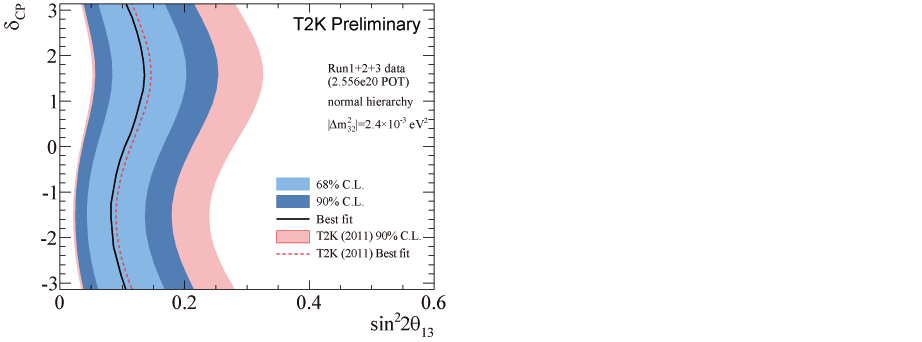 δCP
3
2
1
0
-1
-2
-3
T2K Preliminary
Run1+2+3 data
(2.556e20 POT)
normal hierarchy
|Δm²₃₂|=2.4×10⁻³ eV²
68% C.L.
90% C.L.
Best fit
T2K (2011) 90% C.L.
T2K (2011) Best fit
0 0.2 0.4 0.6
sin²2θ₁₃